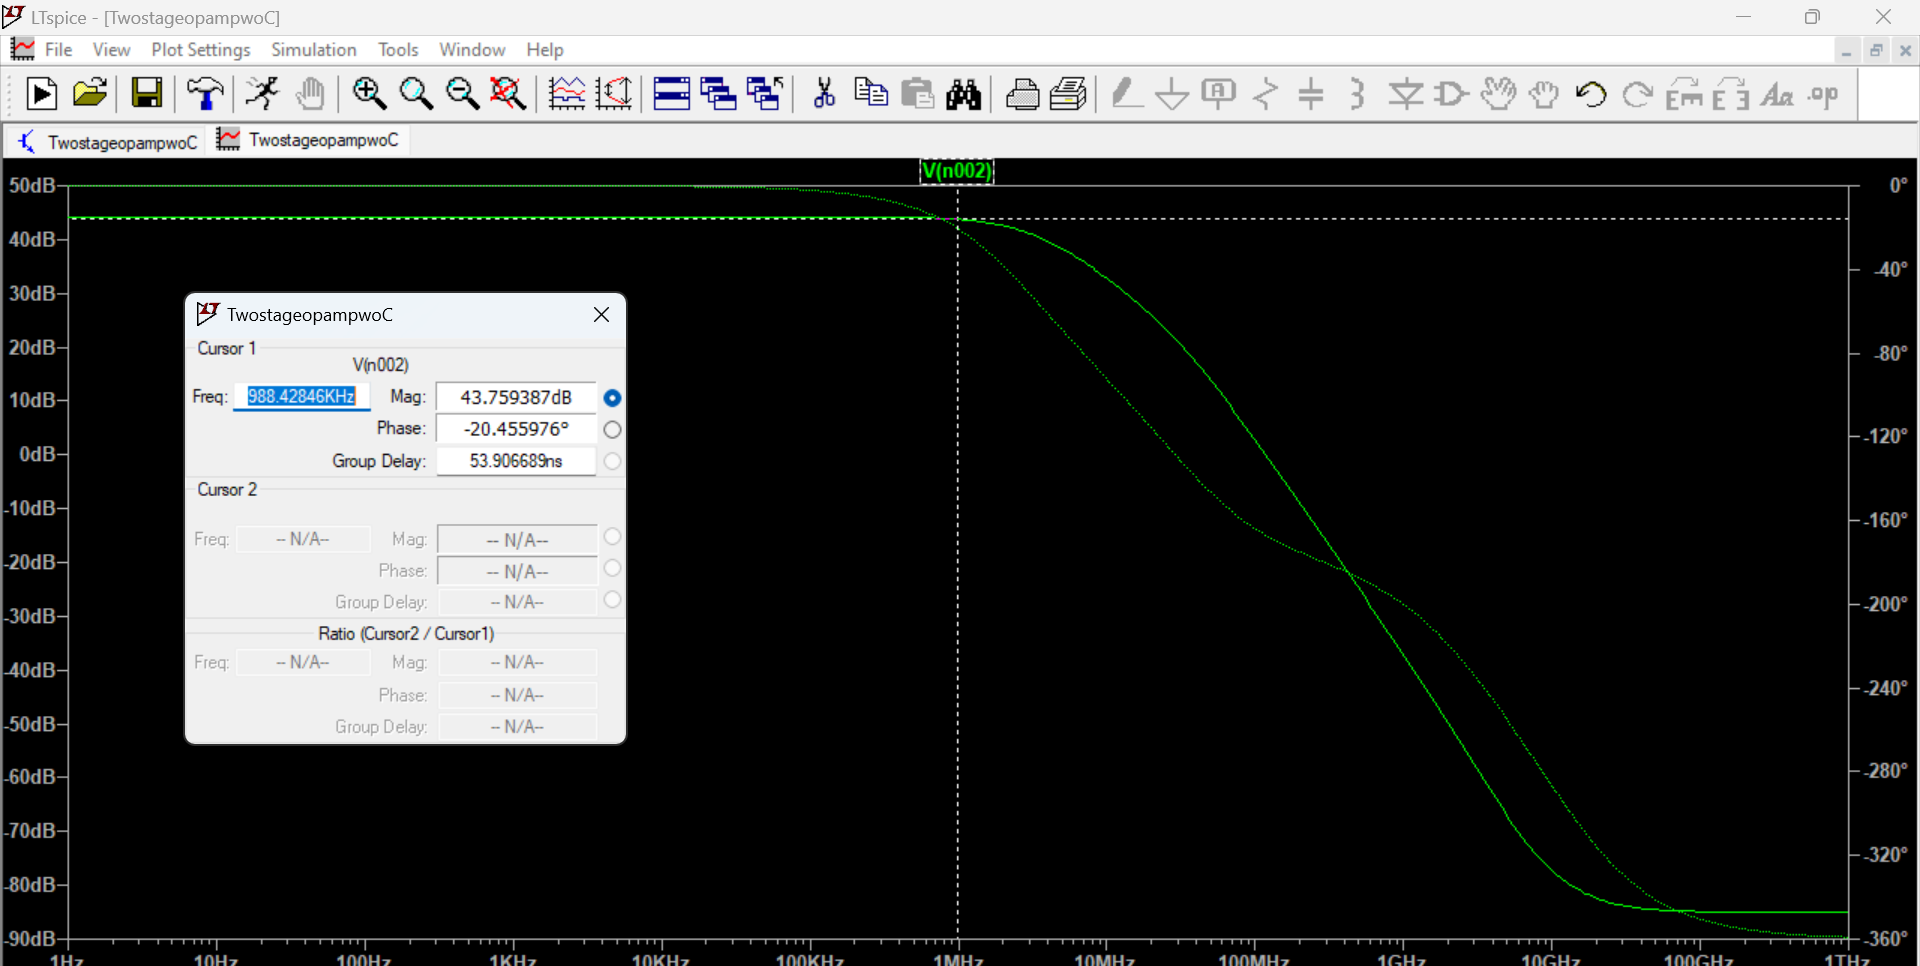 LTspice - [TwostageopampwoC]
File View Plot Settings Simulation Tools Window Help
TwostageopampwoC TwostageopampwoC
V(n002)
50dB 0°
40dB
-40°
30dB
20dB -80°
10dB
-120°
0dB
-10dB -160°
-20dB
-30dB -200°
-40dB -240°
-50dB
-60dB -280°
-70dB
-320°
-80dB
-90dB -360°
1Hz 10Hz 100Hz 1KHz 10KHz 100KHz 1MHz 10MHz 100MHz 1GHz 10GHz 100GHz 1THz
TwostageopampwoC
Cursor 1
V(n002)
Freq: 988.42846KHz Mag: 43.759387dB
Phase: -20.455976°
Group Delay: 53.906689ns
Cursor 2
Freq: -- N/A-- Mag: -- N/A--
Phase: -- N/A--
Group Delay: -- N/A--
Ratio (Cursor2 / Cursor1)
Freq: -- N/A-- Mag: -- N/A--
Phase: -- N/A--
Group Delay: -- N/A--